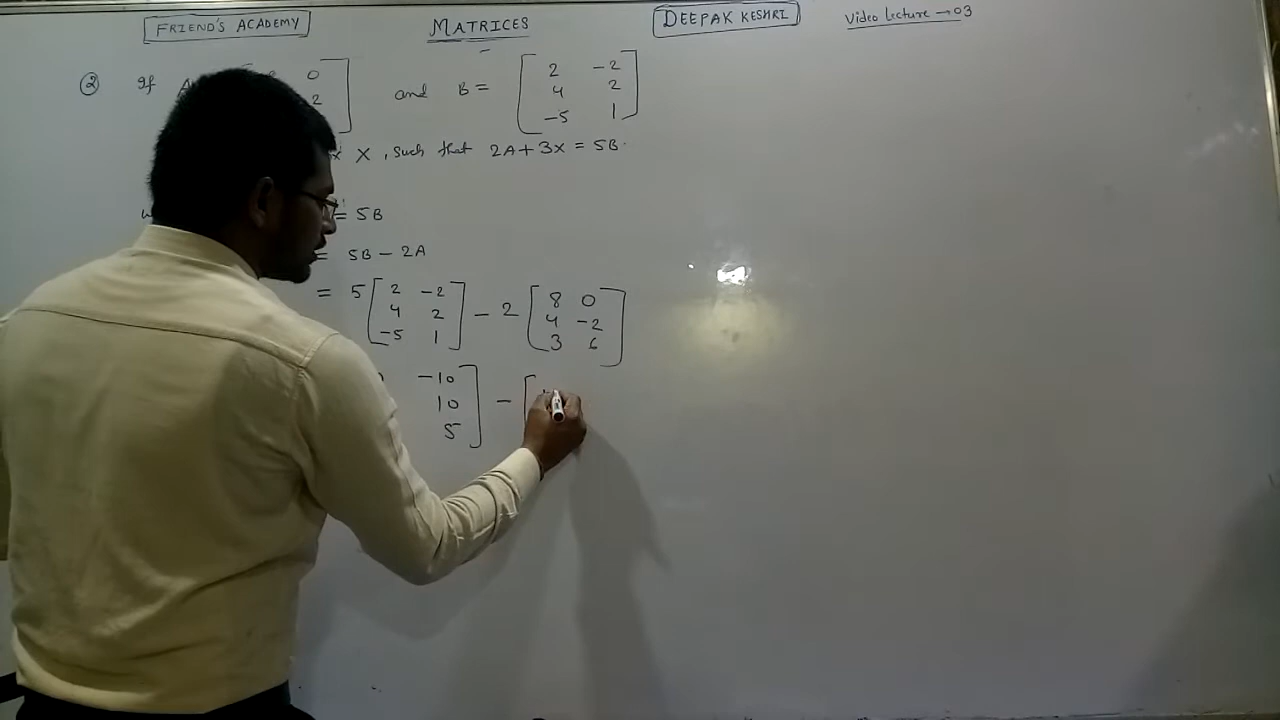 FRIEND'S ACADEMY MATRICES DEEPAK KESHRI Video Lecture → 03
② If A 0 and B = [ 2 -2
2 4 2
-5 1 ]
X, such that 2A + 3X = 5B.
= 5B
= 5B - 2A
= 5 [ 2 -2 ] - 2 [ 8 0 ]
4 2 4 -2
-5 1 3 6
-10 ] - [
10
5